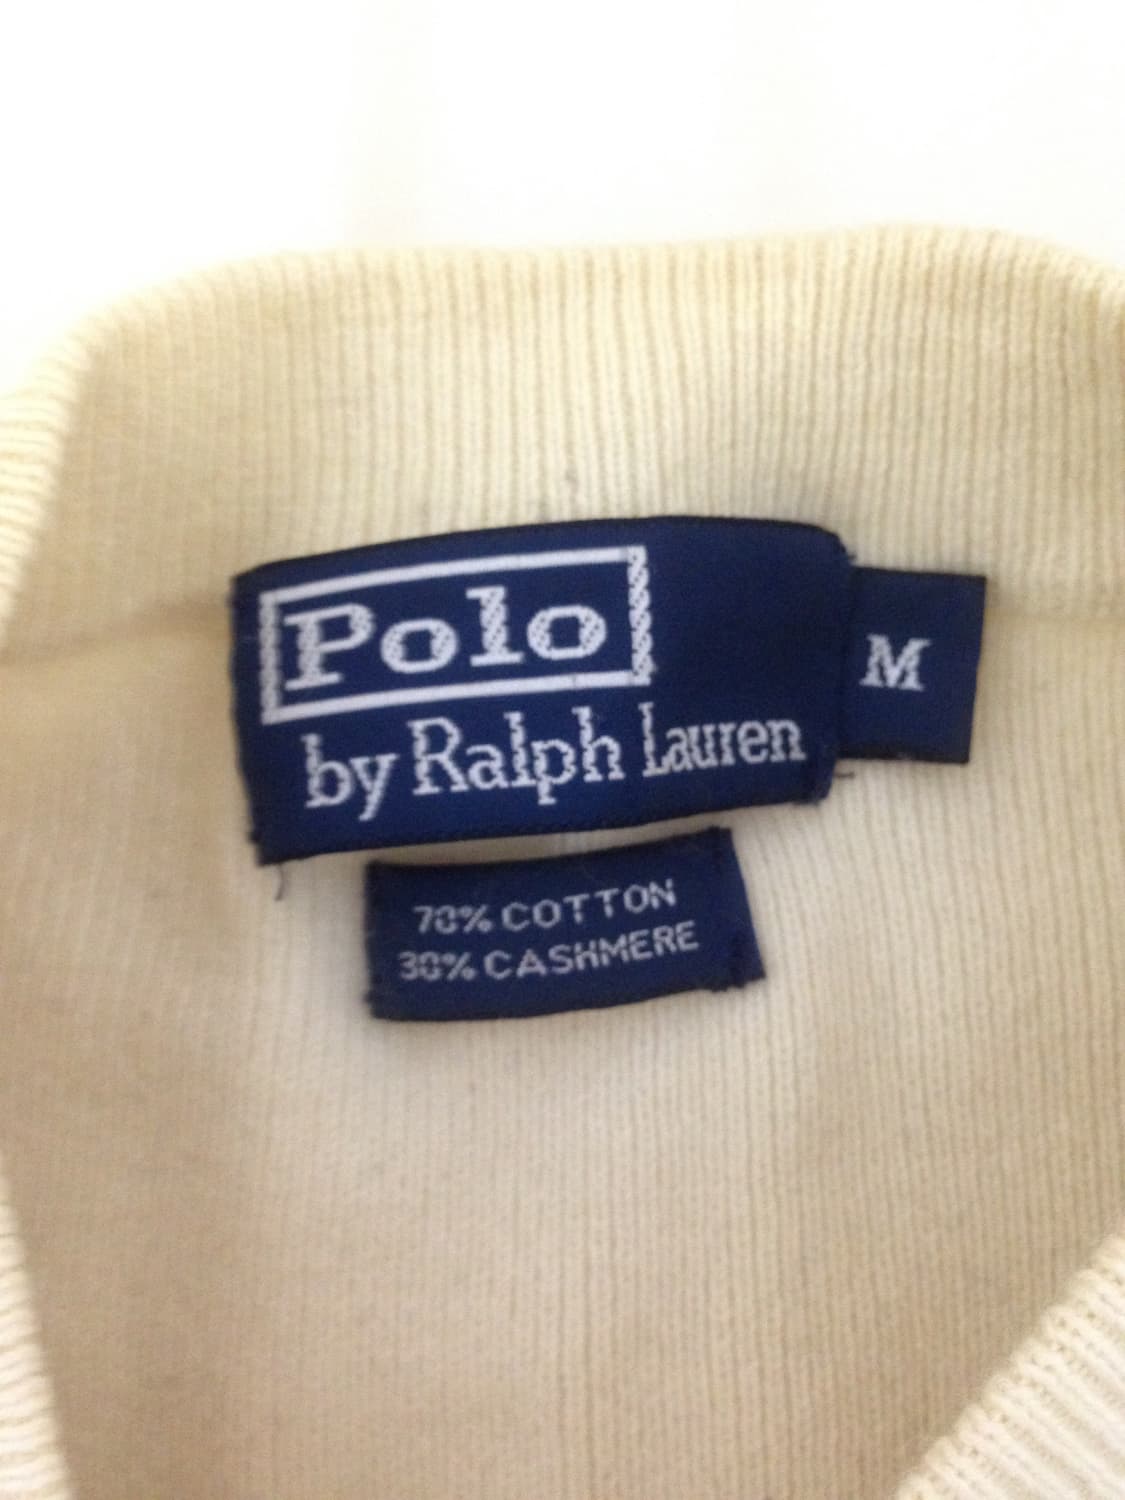 Polo
by Ralph Lauren
M
70% COTTON
30% CASHMERE